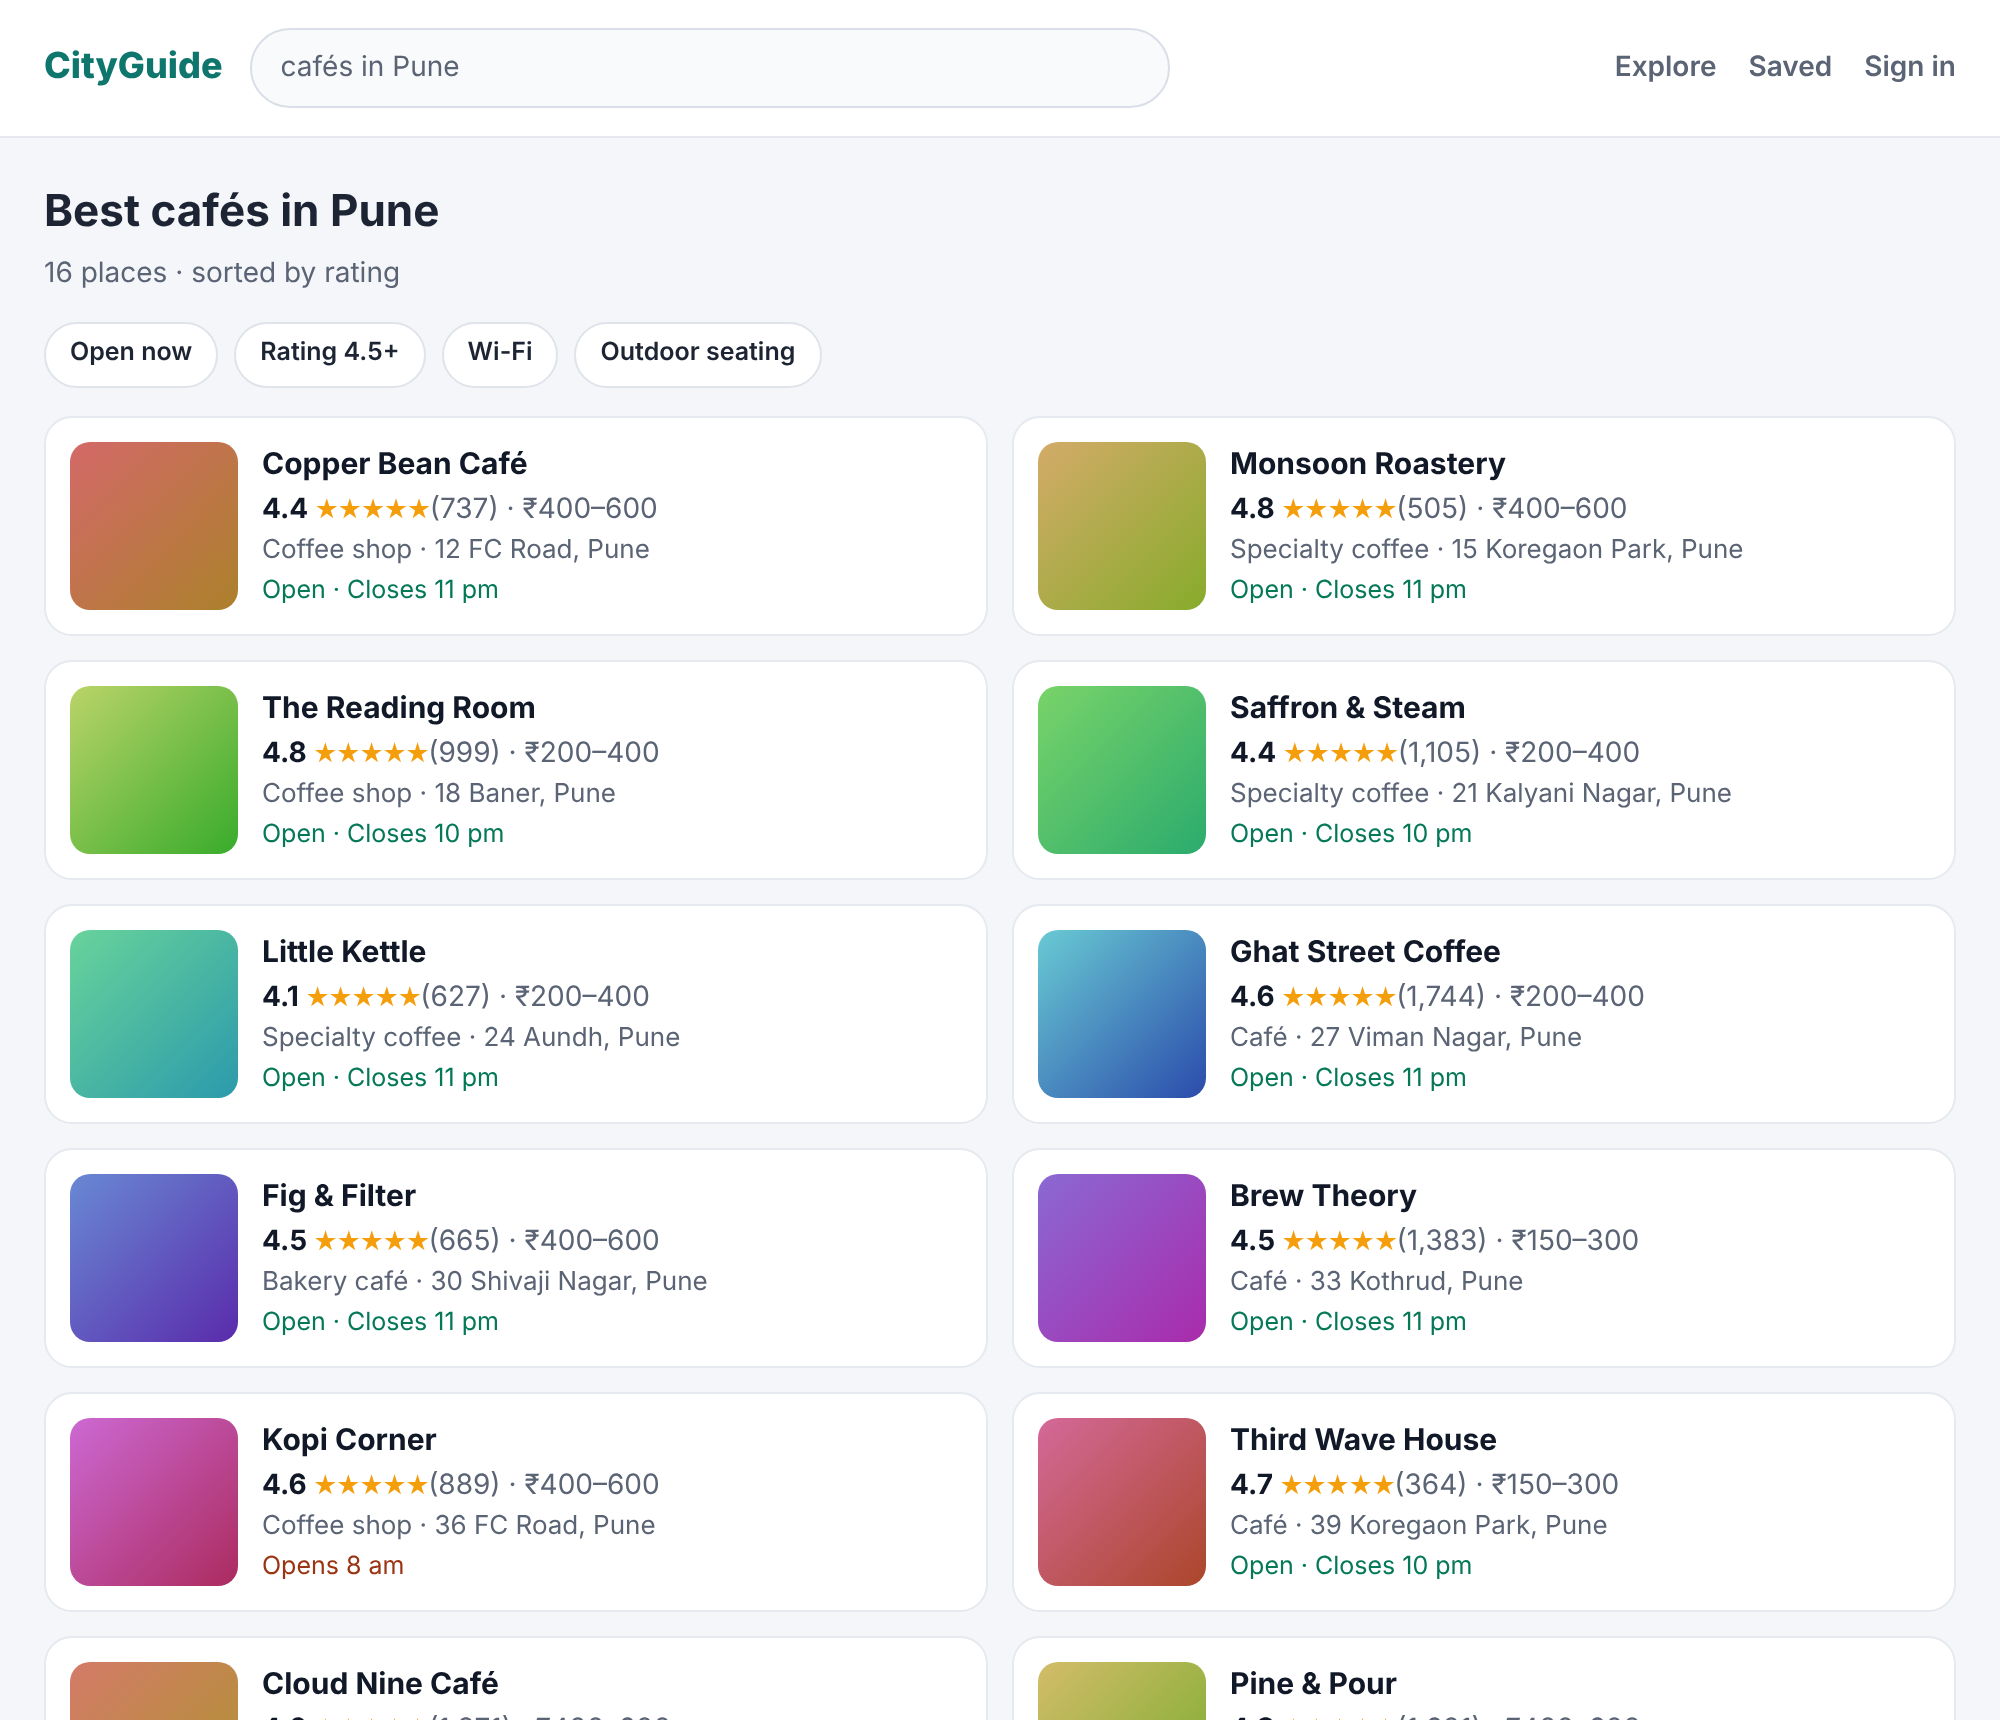 CityGuide
cafés in Pune
Explore Saved Sign in
Best cafés in Pune
16 places · sorted by rating
Open now Rating 4.5+ Wi-Fi Outdoor seating
Copper Bean Café
4.4 ★★★★★(737) · ₹400–600
Coffee shop · 12 FC Road, Pune
Open · Closes 11 pm
Monsoon Roastery
4.8 ★★★★★(505) · ₹400–600
Specialty coffee · 15 Koregaon Park, Pune
Open · Closes 11 pm
The Reading Room
4.8 ★★★★★(999) · ₹200–400
Coffee shop · 18 Baner, Pune
Open · Closes 10 pm
Saffron & Steam
4.4 ★★★★★(1,105) · ₹200–400
Specialty coffee · 21 Kalyani Nagar, Pune
Open · Closes 10 pm
Little Kettle
4.1 ★★★★★(627) · ₹200–400
Specialty coffee · 24 Aundh, Pune
Open · Closes 11 pm
Ghat Street Coffee
4.6 ★★★★★(1,744) · ₹200–400
Café · 27 Viman Nagar, Pune
Open · Closes 11 pm
Fig & Filter
4.5 ★★★★★(665) · ₹400–600
Bakery café · 30 Shivaji Nagar, Pune
Open · Closes 11 pm
Brew Theory
4.5 ★★★★★(1,383) · ₹150–300
Café · 33 Kothrud, Pune
Open · Closes 11 pm
Kopi Corner
4.6 ★★★★★(889) · ₹400–600
Coffee shop · 36 FC Road, Pune
Opens 8 am
Third Wave House
4.7 ★★★★★(364) · ₹150–300
Café · 39 Koregaon Park, Pune
Open · Closes 10 pm
Cloud Nine Café
Pine & Pour